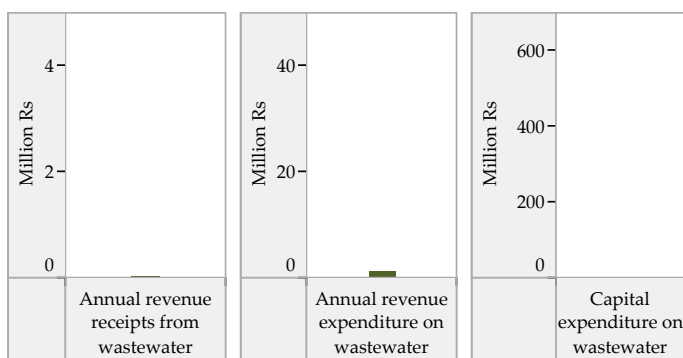 Million Rs
4
2
0
Annual revenue
receipts from
wastewater
Million Rs
40
20
0
Annual revenue
expenditure on
wastewater
Million Rs
600
400
200
0
Capital
expenditure on
wastewater